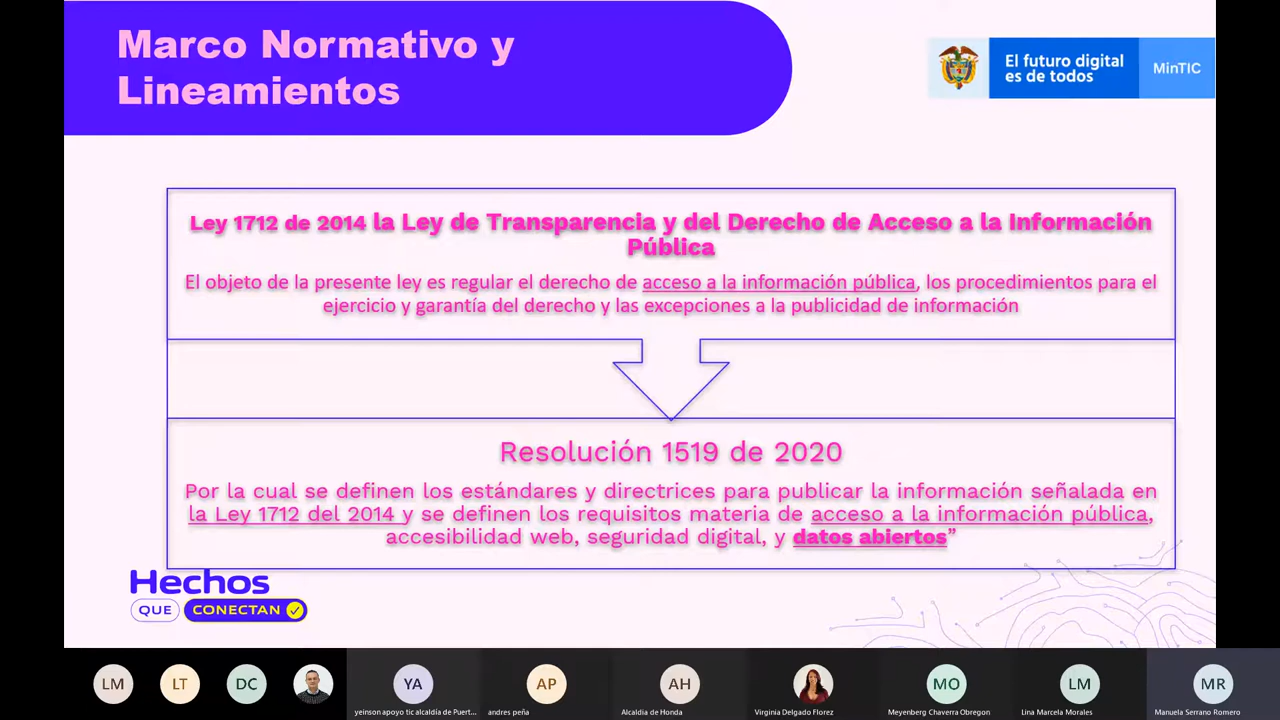 Marco Normativo y
Lineamientos
El futuro digital
es de todos
MinTIC
Ley 1712 de 2014 la Ley de Transparencia y del Derecho de Acceso a la Información
Pública
El objeto de la presente ley es regular el derecho de acceso a la información pública, los procedimientos para el
ejercicio y garantía del derecho y las excepciones a la publicidad de información
Resolución 1519 de 2020
Por la cual se definen los estándares y directrices para publicar la información señalada en
la Ley 1712 del 2014 y se definen los requisitos materia de acceso a la información pública,
accesibilidad web, seguridad digital, y datos abiertos”
Hechos
QUE CONECTAN
LM
LT
DC
YA
AP
AH
MO
LM
MR
yeinson apoyo tic alcaldía de Puert...
andres peña
Alcaldia de Honda
Virginia Delgado Florez
Meyenberg Chaverra Obregon
Lina Marcela Morales
Manuela Serrano Romero